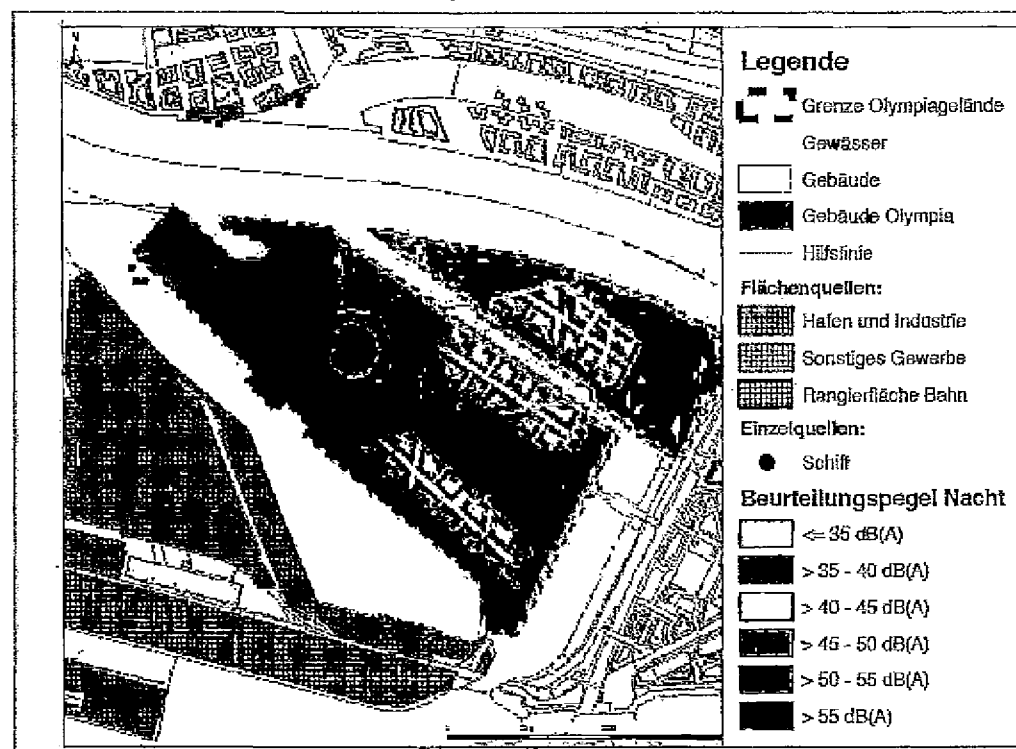 Legende
Grenze Olympiagelände
Gewässer
Gebäude
Gebäude Olympia
Hilfslinie
Flächenquellen:
Hafen und Industrie
Sonstiges Gewerbe
Rangierfläche Bahn
Einzelquellen:
Schiff
Beurteilungspegel Nacht
<= 35 dB(A)
> 35 - 40 dB(A)
> 40 - 45 dB(A)
> 45 - 50 dB(A)
> 50 - 55 dB(A)
> 55 dB(A)